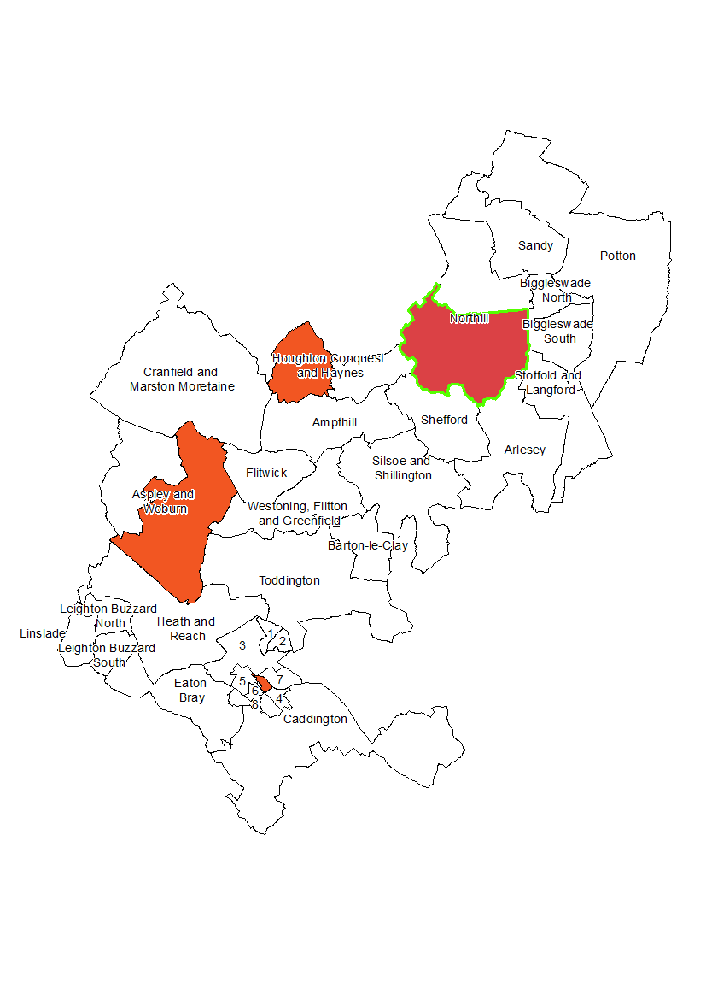 Sandy
Potton
Biggleswade
North
Northill
Biggleswade
South
Houghton Conquest
and Haynes
Cranfield and
Marston Moretaine
Stotfold and
Langford
Ampthill
Shefford
Arlesey
Silsoe and
Shillington
Flitwick
Aspley and
Woburn
Westoning, Flitton
and Greenfield
Barton-le-Clay
Toddington
Leighton Buzzard
North
Heath and
Reach
Linslade
1
2
3
Leighton Buzzard
South
Eaton
Bray
5
7
6
4
8
Caddington